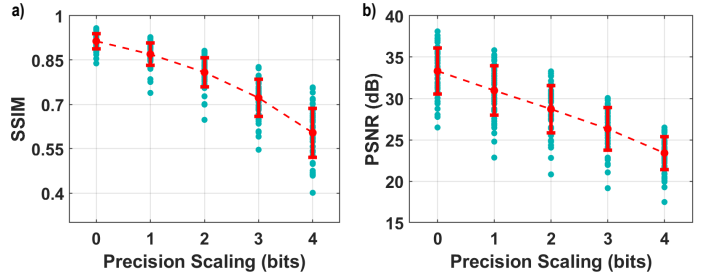 a)
1
0.85
0.7
0.55
0.4
SSIM
0 1 2 3 4
Precision Scaling (bits)
b)
40
35
30
25
20
15
PSNR (dB)
0 1 2 3 4
Precision Scaling (bits)